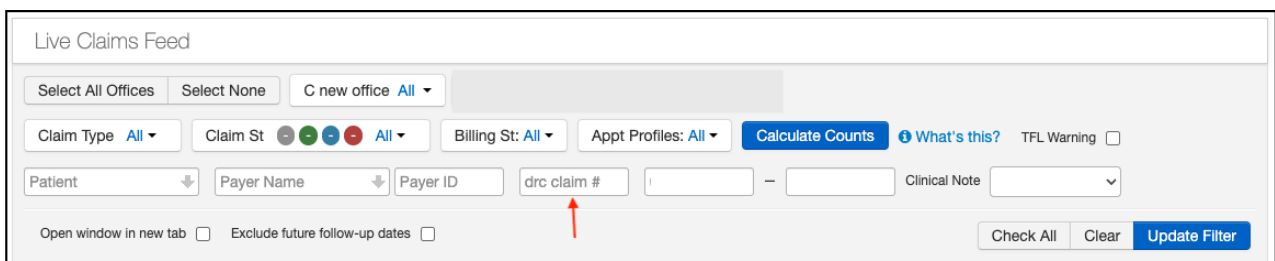 Live Claims Feed
Select All Offices Select None C new office All
Claim Type All Claim St - - - - All Billing St: All Appt Profiles: All Calculate Counts What's this? TFL Warning
Patient Payer Name Payer ID drc claim # – Clinical Note
Open window in new tab Exclude future follow-up dates Check All Clear Update Filter